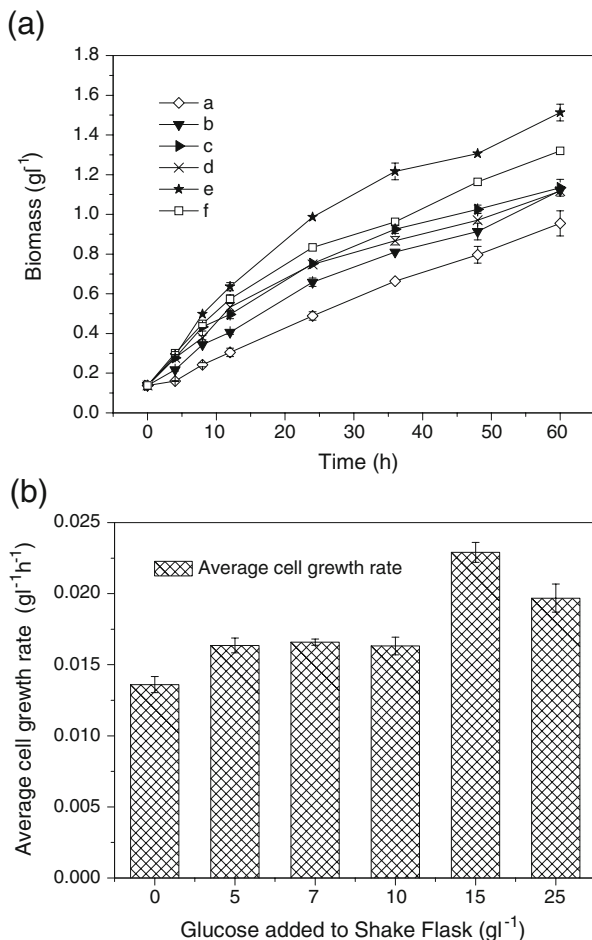 (a)
1.8
1.6
1.4
1.2
1.0
0.8
0.6
0.4
0.2
0.0
Biomass (gl⁻¹)
a
b
c
d
e
f
0 10 20 30 40 50 60
Time (h)
(b)
0.025
0.020
0.015
0.010
0.005
0.000
Average cell growth rate (gl⁻¹h⁻¹)
Average cell grewth rate
0 5 7 10 15 25
Glucose added to Shake Flask (gl⁻¹)